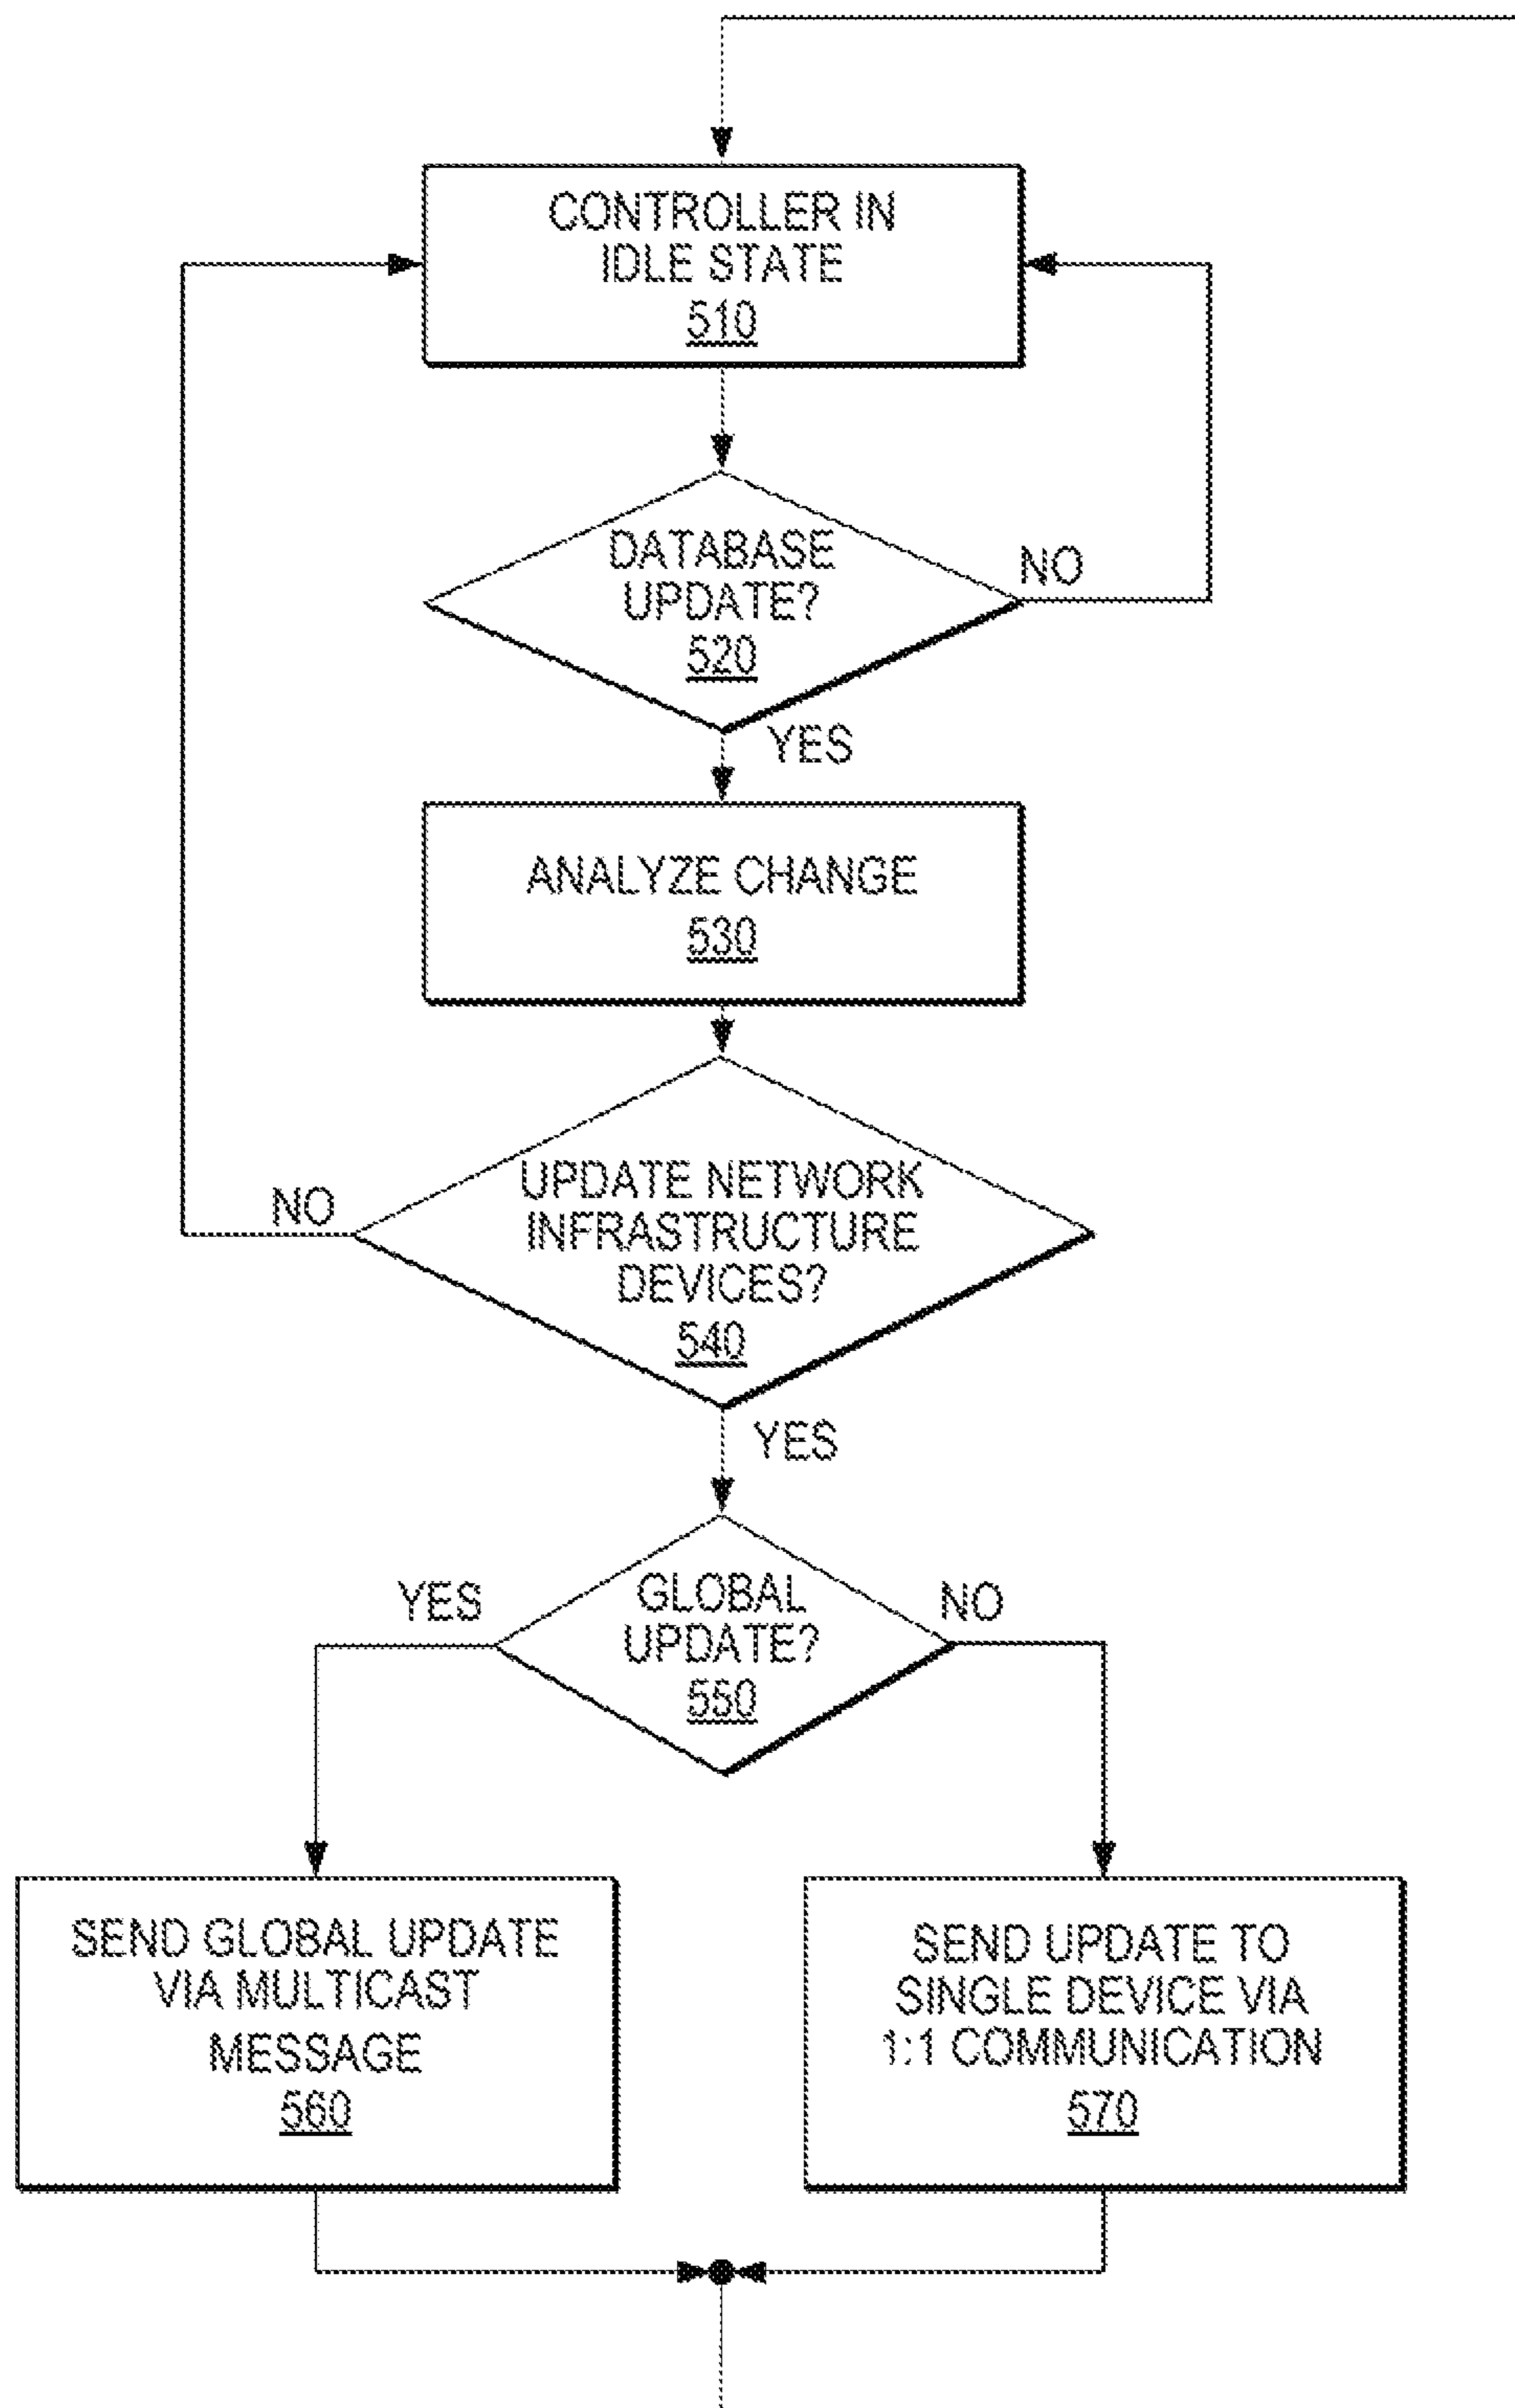 CONTROLLER IN
IDLE STATE
510
DATABASE
UPDATE?
520
NO
YES
ANALYZE CHANGE
530
UPDATE NETWORK
INFRASTRUCTURE
DEVICES?
540
NO
YES
GLOBAL
UPDATE?
550
YES
NO
SEND GLOBAL UPDATE
VIA MULTICAST
MESSAGE
560
SEND UPDATE TO
SINGLE DEVICE VIA
1:1 COMMUNICATION
570